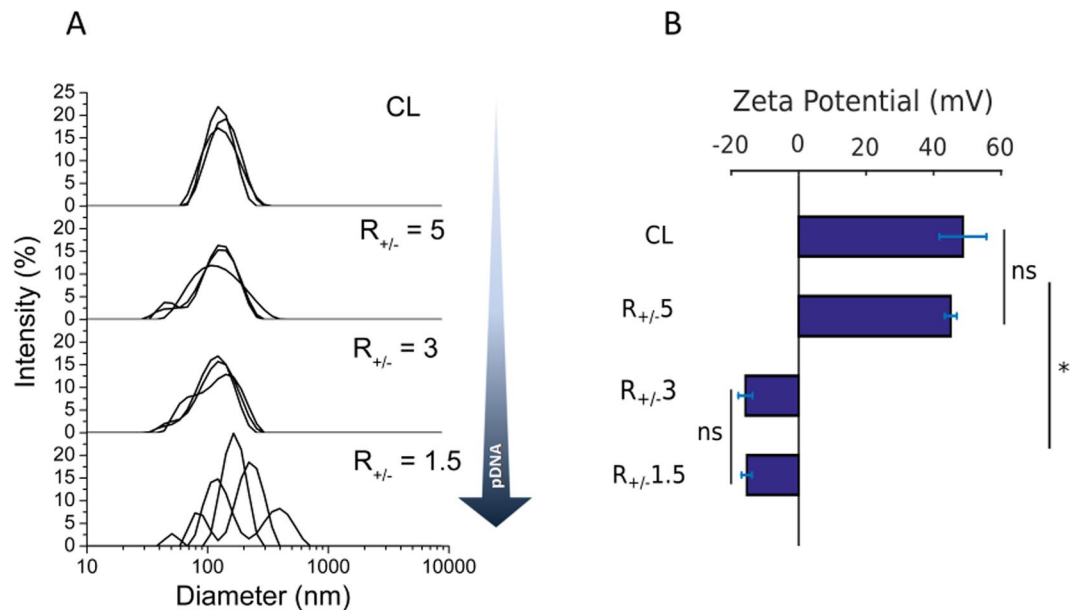 A
B
25
20
15
10
5
0
CL
20
15
10
5
0
R+/- = 5
20
15
10
5
0
R+/- = 3
20
15
10
5
0
R+/- = 1.5
10 100 1000 10000
Diameter (nm)
Intensity (%)
pDNA
Zeta Potential (mV)
-20 0 20 40 60
CL
R+/-5
R+/-3
R+/-1.5
ns
ns
*